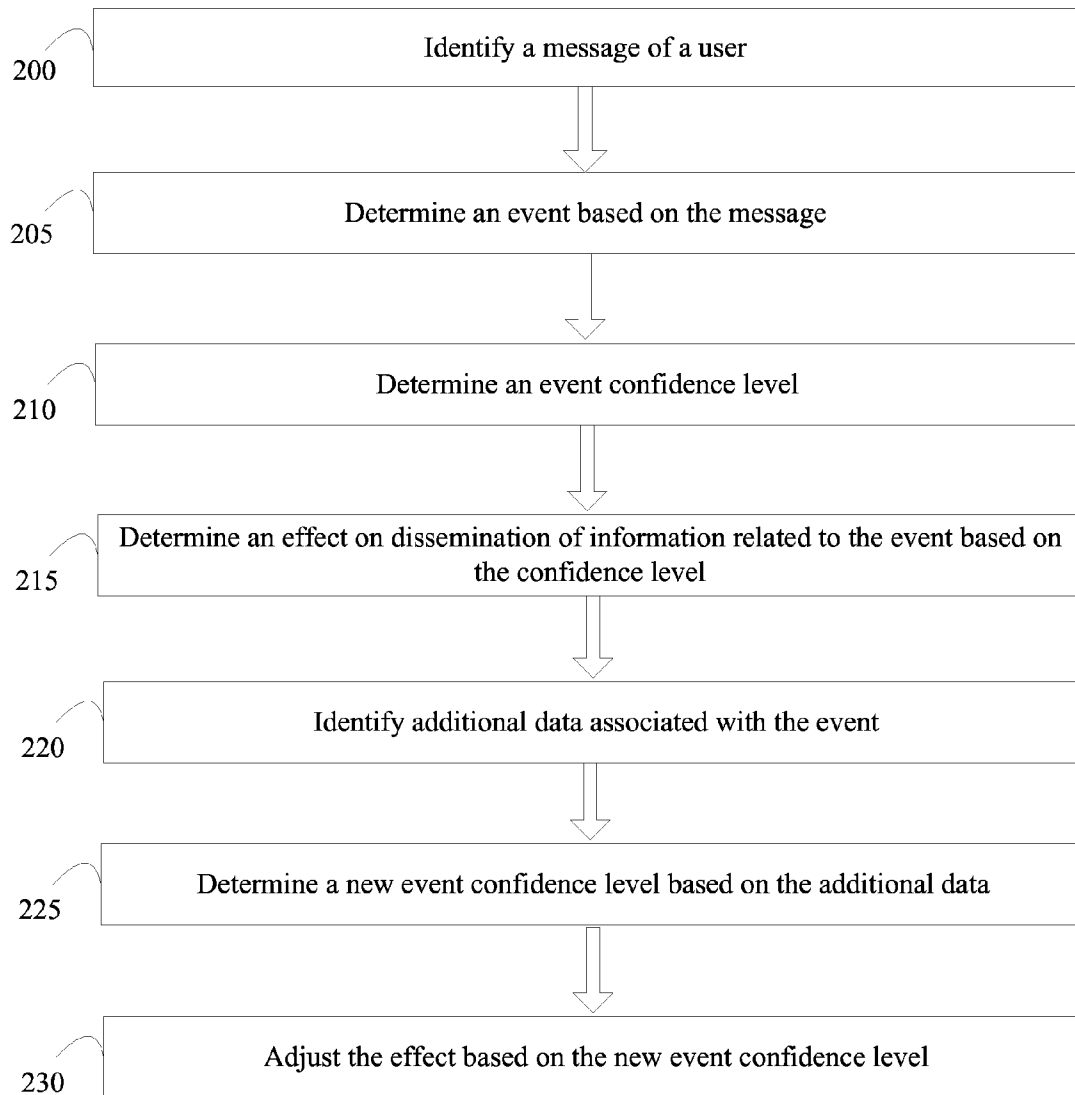 Identify a message of a user
200
Determine an event based on the message
205
Determine an event confidence level
210
Determine an effect on dissemination of information related to the event based on
the confidence level
215
Identify additional data associated with the event
220
Determine a new event confidence level based on the additional data
225
Adjust the effect based on the new event confidence level
230